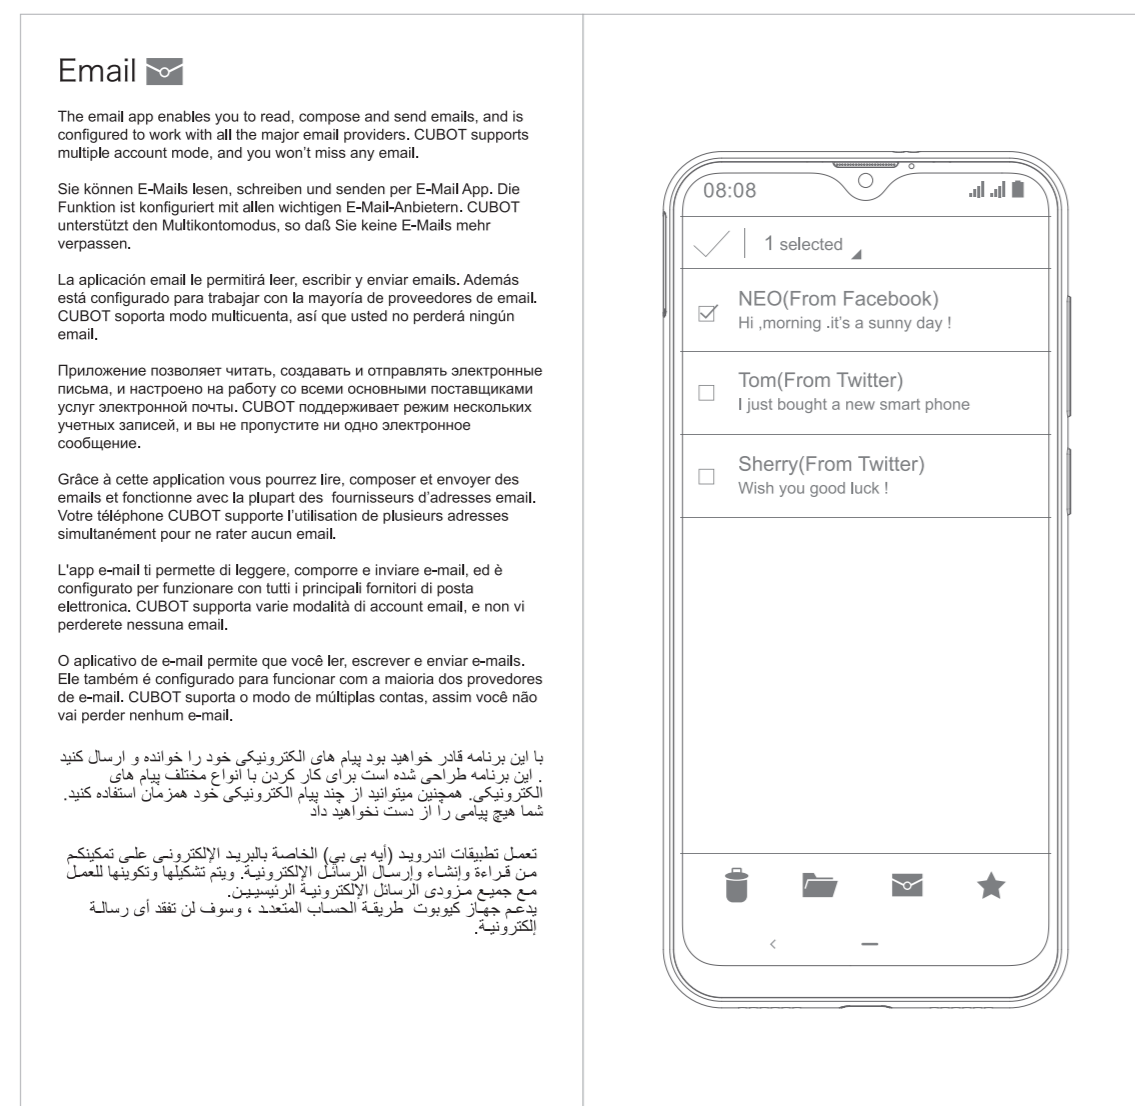 Email
The email app enables you to read, compose and send emails, and is
configured to work with all the major email providers. CUBOT supports
multiple account mode, and you won’t miss any email.
Sie können E-Mails lesen, schreiben und senden per E-Mail App. Die
Funktion ist konfiguriert mit allen wichtigen E-Mail-Anbietern. CUBOT
unterstützt den Multikontomodus, so daß Sie keine E-Mails mehr
verpassen.
La aplicación email le permitirá leer, escribir y enviar emails. Además
está configurado para trabajar con la mayoría de proveedores de email.
CUBOT soporta modo multicuenta, así que usted no perderá ningún
email.
Приложение позволяет читать, создавать и отправлять электронные
письма, и настроено на работу со всеми основными поставщиками
услуг электронной почты. CUBOT поддерживает режим нескольких
учетных записей, и вы не пропустите ни одно электронное
сообщение.
Grâce à cette application vous pourrez lire, composer et envoyer des
emails et fonctionne avec la plupart des fournisseurs d’adresses email.
Votre téléphone CUBOT supporte l’utilisation de plusieurs adresses
simultanément pour ne rater aucun email.
L'app e-mail ti permette di leggere, comporre e inviare e-mail, ed è
configurato per funzionare con tutti i principali fornitori di posta
elettronica. CUBOT supporta varie modalità di account email, e non vi
perderete nessuna email.
O aplicativo de e-mail permite que você ler, escrever e enviar e-mails.
Ele também é configurado para funcionar com a maioria dos provedores
de e-mail. CUBOT suporta o modo de múltiplas contas, assim você não
vai perder nenhum e-mail.
با این برنامه قادر خواهید بود پیام های الکترونیکی خود را خوانده و ارسال کنید
. این برنامه طراحی شده است برای کار کردن با انواع مختلف پیام های
الکترونیکی. همچنین میتوانید از چند پیام الکترونیکی خود همزمان استفاده کنید.
شما هیچ پیامی را از دست نخواهید داد
تعمل تطبيقات اندرويد (أيه بى بي) الخاصة بالبريد الإلكترونى على تمكينكم
من قراءة وإنشاء وإرسال الرسائل الإلكترونية. ويتم تشكيلها وتكوينها للعمل
مع جميع مزودى الرسائل الإلكترونية الرئيسيين.
يدعم جهاز كيوبوت طريقة الحساب المتعدد ، وسوف لن تفقد أى رسالة
إلكترونية.
08:08
1 selected
NEO(From Facebook)
Hi ,morning .it’s a sunny day !
Tom(From Twitter)
I just bought a new smart phone
Sherry(From Twitter)
Wish you good luck !